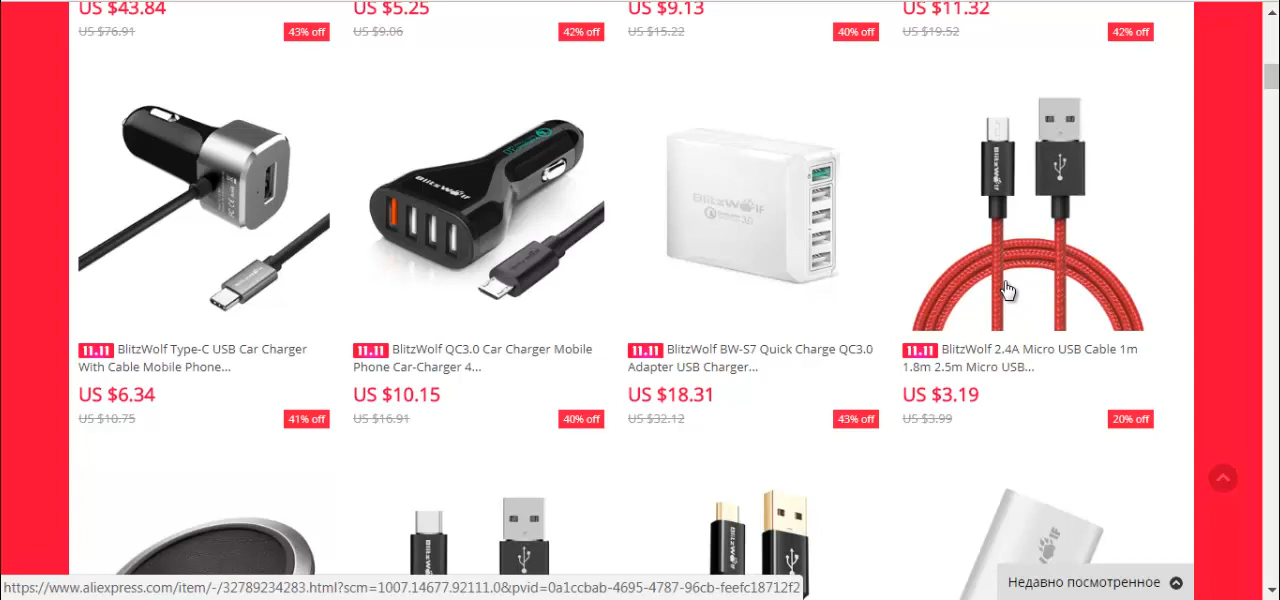 US $43.84
US $76.91
43% off
US $5.25
US $9.06
42% off
US $9.13
US $15.22
40% off
US $11.32
US $19.52
42% off
BlitzWolf
BlitzWolf
BlitzWolf
3.0
BlitzWolf
11.11 BlitzWolf Type-C USB Car Charger
With Cable Mobile Phone...
US $6.34
US $10.75
41% off
11.11 BlitzWolf QC3.0 Car Charger Mobile
Phone Car-Charger 4...
US $10.15
US $16.91
40% off
11.11 BlitzWolf BW-S7 Quick Charge QC3.0
Adapter USB Charger...
US $18.31
US $32.12
43% off
11.11 BlitzWolf 2.4A Micro USB Cable 1m
1.8m 2.5m Micro USB...
US $3.19
US $3.99
20% off
https://www.aliexpress.com/item/-/32789234283.html?scm=1007.14677.92111.0&pvid=0a1ccbab-4695-4787-96cb-feefc18712f2
Недавно посмотренное